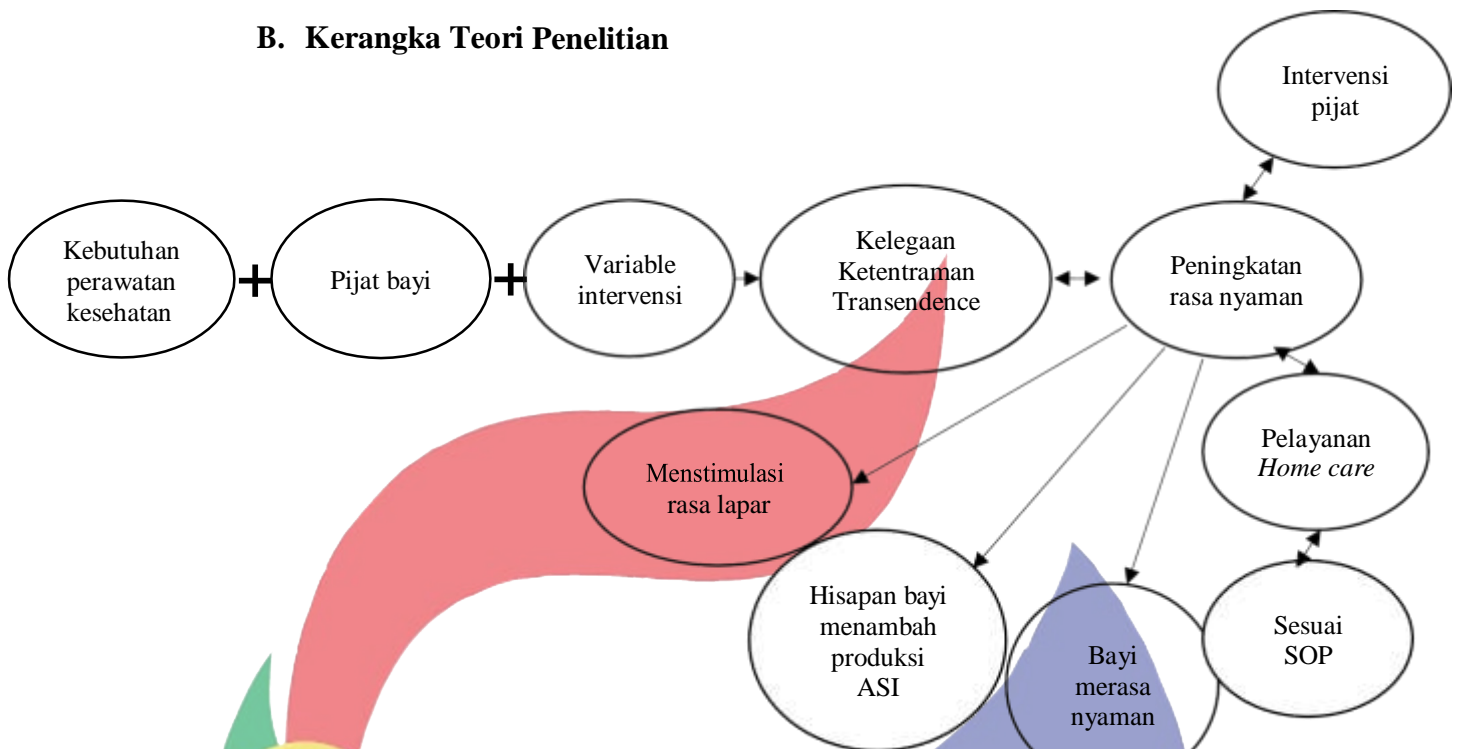 B. Kerangka Teori Penelitian
Intervensi
pijat
Kebutuhan
perawatan
kesehatan
+
Pijat bayi
+
Variable
intervensi
Kelegaan
Ketentraman
Transendence
Peningkatan
rasa nyaman
Menstimulasi
rasa lapar
Pelayanan
Home care
Hisapan bayi
menambah
produksi
ASI
Bayi
merasa
nyaman
Sesuai
SOP